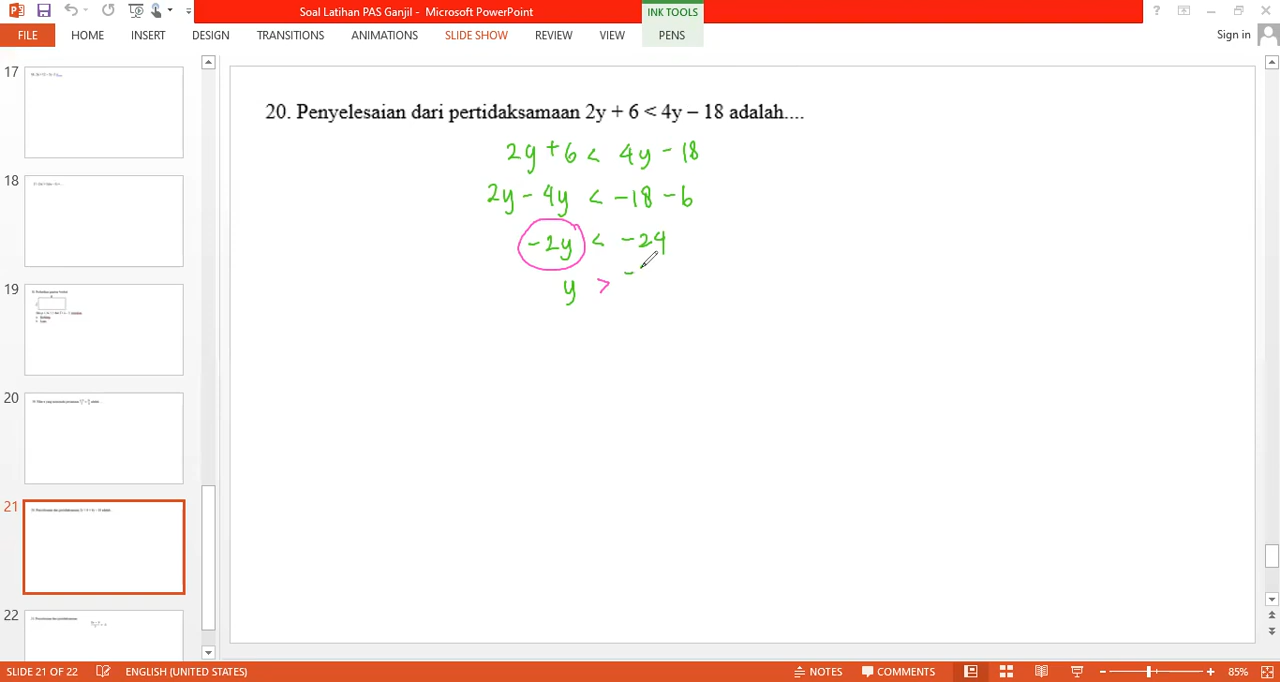 Soal Latihan PAS Ganjil - Microsoft PowerPoint
INK TOOLS
FILE HOME INSERT DESIGN TRANSITIONS ANIMATIONS SLIDE SHOW REVIEW VIEW PENS
Sign in
17
18
19
20
21
22
20. Penyelesaian dari pertidaksamaan 2y + 6 < 4y – 18 adalah....
2y + 6 < 4y - 18
2y - 4y < -18 - 6
-2y < -24
y > -
SLIDE 21 OF 22 ENGLISH (UNITED STATES) NOTES COMMENTS 85%